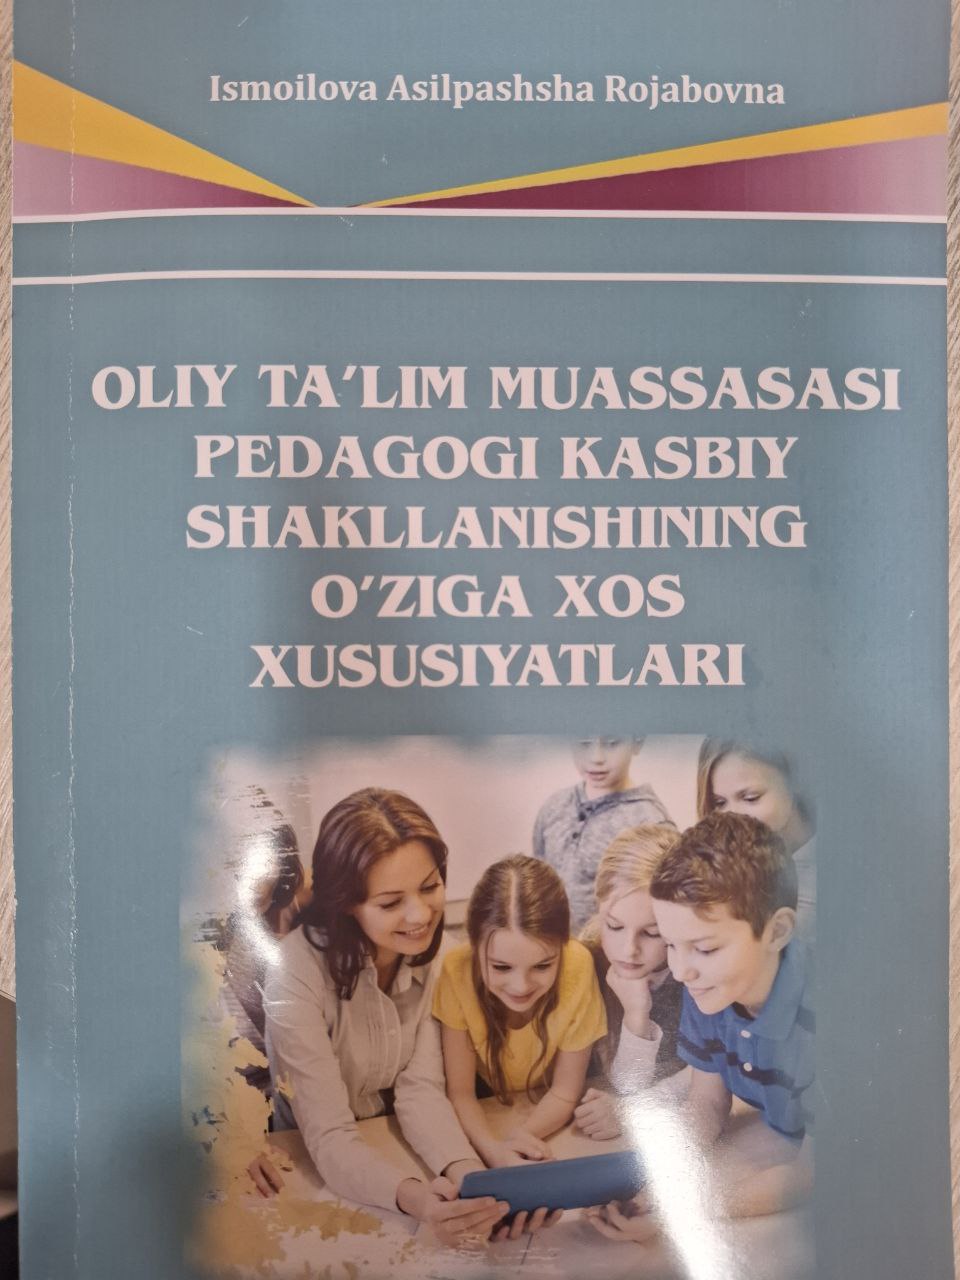 Ismoilova Asilpashsha Rojabovna
OLIY TA'LIM MUASSASASI
PEDAGOGI KASBIY
SHAKLLANISHINING
O'ZIGA XOS
XUSUSIYATLARI